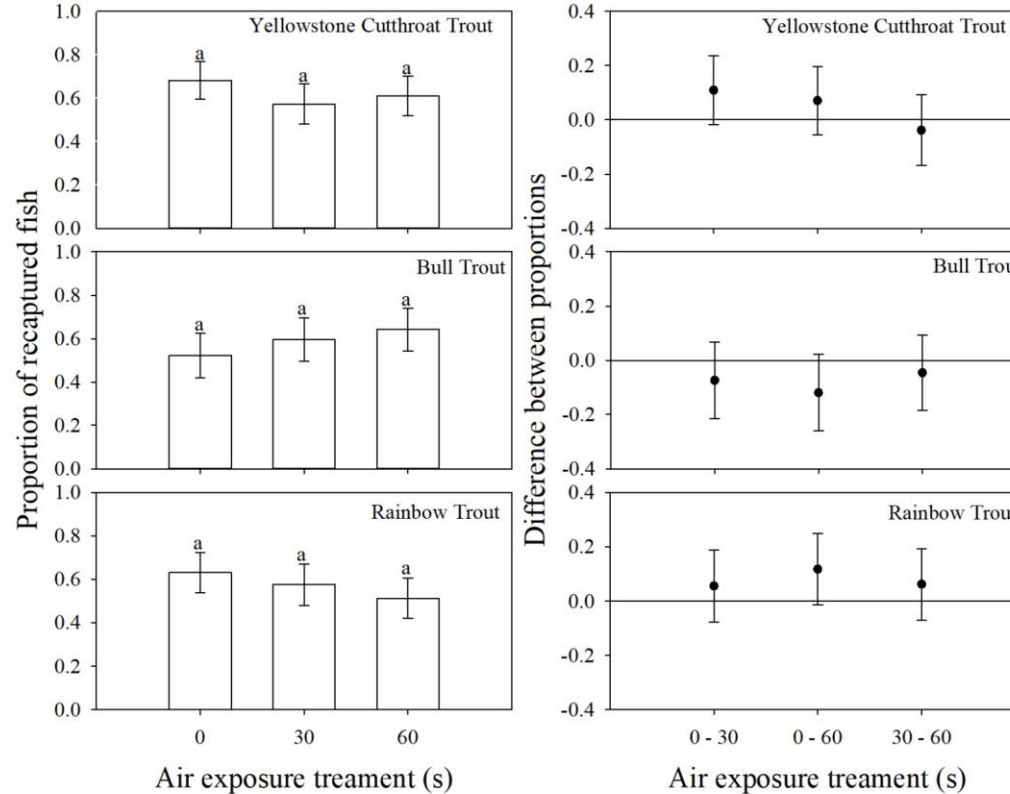 Proportion of recaptured fish
1.0
0.8
0.6
0.4
0.2
0.0
Yellowstone Cutthroat Trout
a
a
a
1.0
0.8
0.6
0.4
0.2
0.0
Bull Trout
a
a
a
1.0
0.8
0.6
0.4
0.2
0.0
Rainbow Trout
a
a
a
0
30
60
Air exposure treament (s)
Difference between proportions
0.4
0.2
0.0
-0.2
-0.4
Yellowstone Cutthroat Trout
0.4
0.2
0.0
-0.2
-0.4
Bull Trout
0.4
0.2
0.0
-0.2
-0.4
Rainbow Trout
0 - 30
0 - 60
30 - 60
Air exposure treament (s)